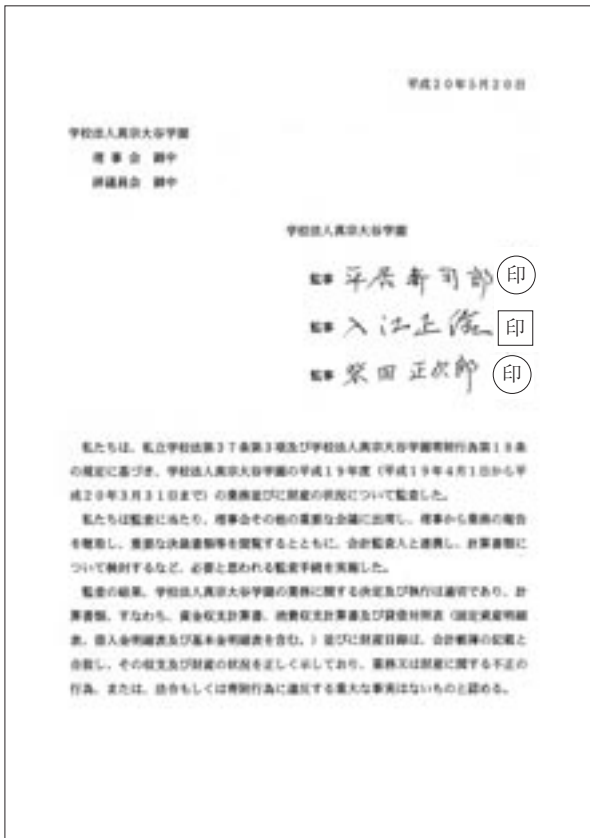 平成20年5月28日
学校法人真宗大谷学園
理事会 御中
評議員会 御中
学校法人真宗大谷学園
監事 平居寿司郎 印
監事 入江正 印
監事 柴田正次郎 印
私たちは、私立学校法第37条第3項及び学校法人真宗大谷学園寄附行為第18条
の規定に基づき、学校法人真宗大谷学園の平成19年度（平成19年4月1日から平
成20年3月31日まで）の業務並びに財産の状況について監査した。
私たちは監査に当たり、理事会その他の重要な会議に出席し、理事から業務の報告
を聴取し、重要な決裁書類等を閲覧するとともに、会計監査人と連携し、計算書類に
ついて検討するなど、必要と思われる監査手続を実施した。
監査の結果、学校法人真宗大谷学園の業務に関する決定及び執行は適切であり、計
算書類、すなわち、資金収支計算書、消費収支計算書及び貸借対照表（固定資産明細
表、借入金明細表及び基本金明細表を含む。）並びに財産目録は、会計帳簿の記載と
合致し、その収支及び財産の状況を正しく示しており、業務又は財産に関する不正の
行為、または、法令もしくは寄附行為に違反する重大な事実はないものと認める。